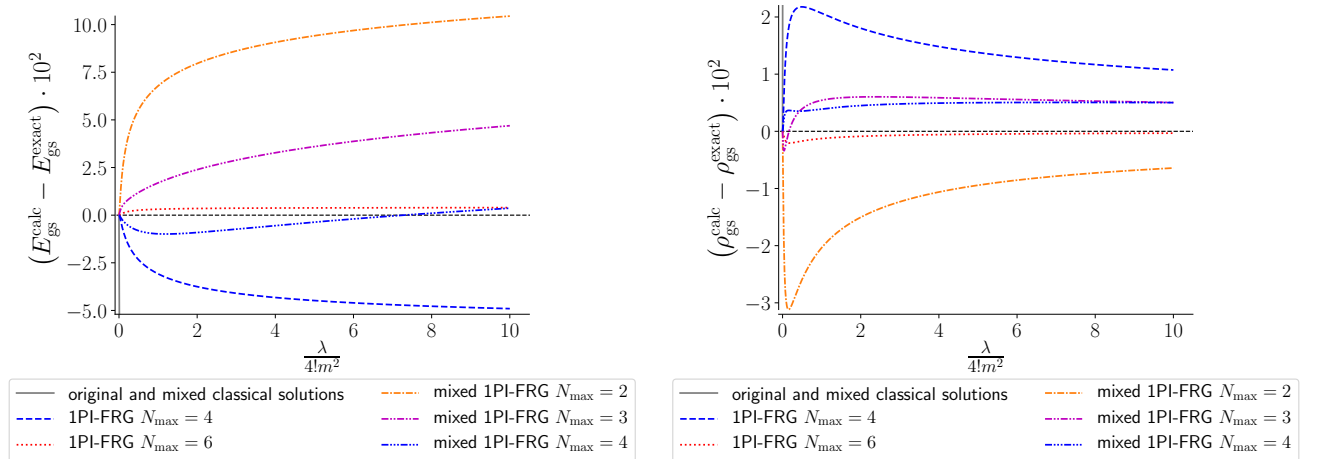 (E_gs^calc − E_gs^exact) · 10^2
10.0
7.5
5.0
2.5
0.0
−2.5
−5.0
0 2 4 6 8 10
λ
4!m^2
original and mixed classical solutions
1PI-FRG N_max = 4
1PI-FRG N_max = 6
mixed 1PI-FRG N_max = 2
mixed 1PI-FRG N_max = 3
mixed 1PI-FRG N_max = 4
(ρ_gs^calc − ρ_gs^exact) · 10^2
2
1
0
−1
−2
−3
0 2 4 6 8 10
λ
4!m^2
original and mixed classical solutions
1PI-FRG N_max = 4
1PI-FRG N_max = 6
mixed 1PI-FRG N_max = 2
mixed 1PI-FRG N_max = 3
mixed 1PI-FRG N_max = 4